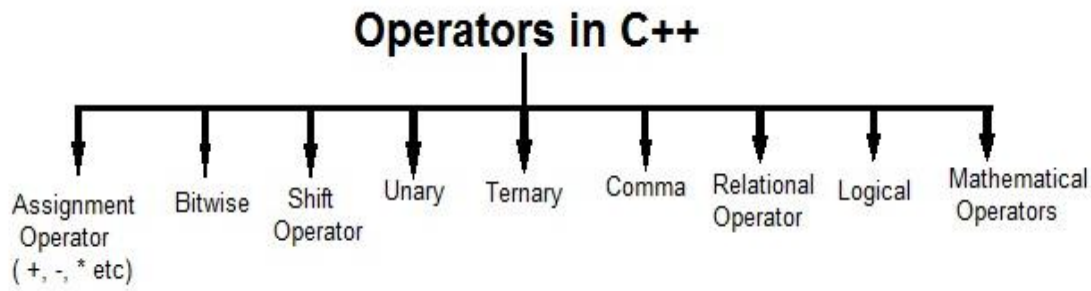 Operators in C++
Assignment
Operator
( +, -, * etc)
Bitwise
Shift
Operator
Unary
Ternary
Comma
Relational
Operator
Logical
Mathematical
Operators